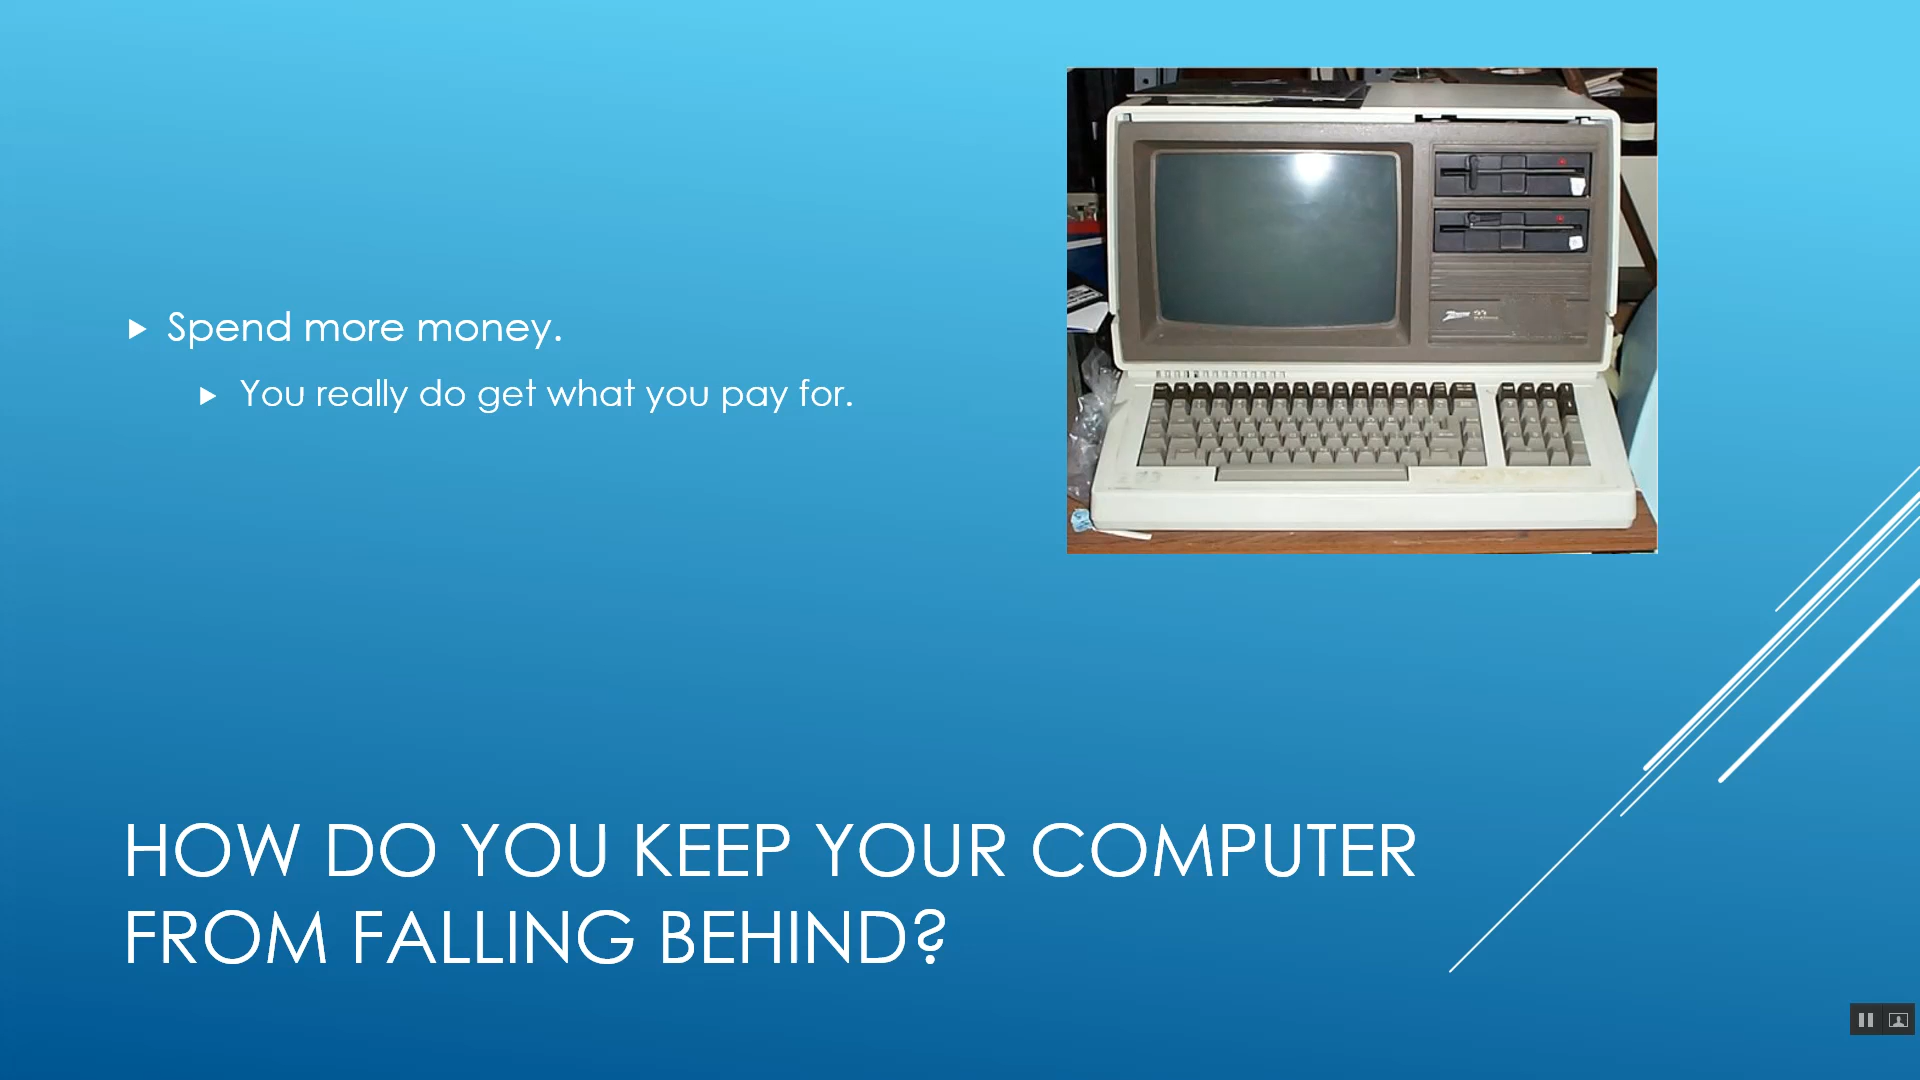 Spend more money.
You really do get what you pay for.
HOW DO YOU KEEP YOUR COMPUTER
FROM FALLING BEHIND?